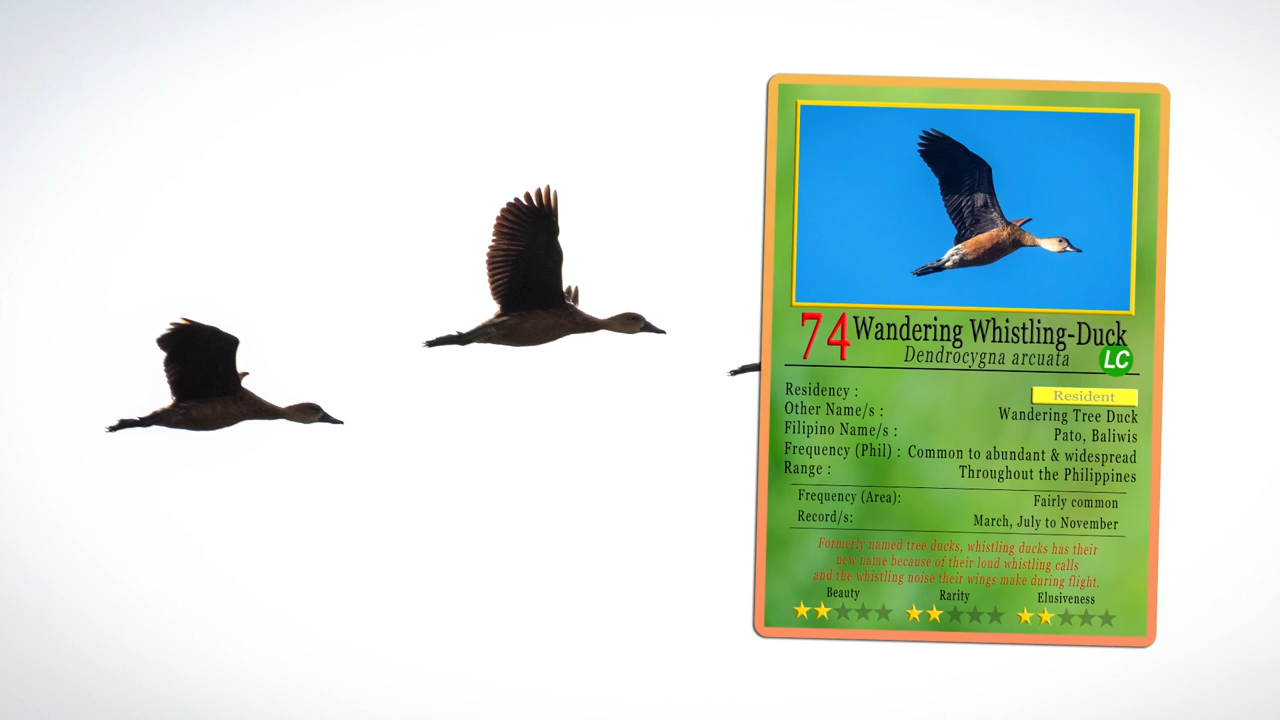 74 Wandering Whistling-Duck
Dendrocygna arcuata
LC
Residency : Resident
Other Name/s : Wandering Tree Duck
Filipino Name/s : Pato, Baliwis
Frequency (Phil) : Common to abundant & widespread
Range : Throughout the Philippines
Frequency (Area): Fairly common
Record/s: March, July to November
Formerly named tree ducks, whistling ducks has their
new name because of their loud whistling calls
and the whistling noise their wings make during flight.
Beauty Rarity Elusiveness